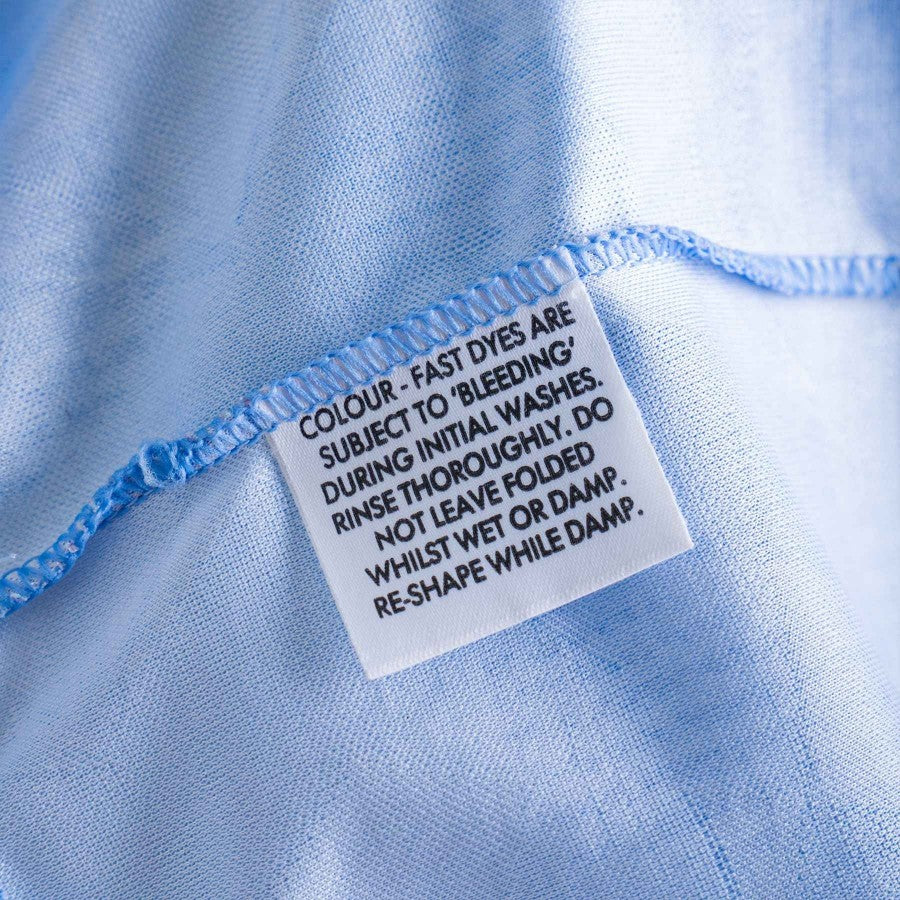 COLOUR - FAST DYES ARE
SUBJECT TO 'BLEEDING'
DURING INITIAL WASHES.
RINSE THOROUGHLY. DO
NOT LEAVE FOLDED
WHILST WET OR DAMP.
RE-SHAPE WHILE DAMP.